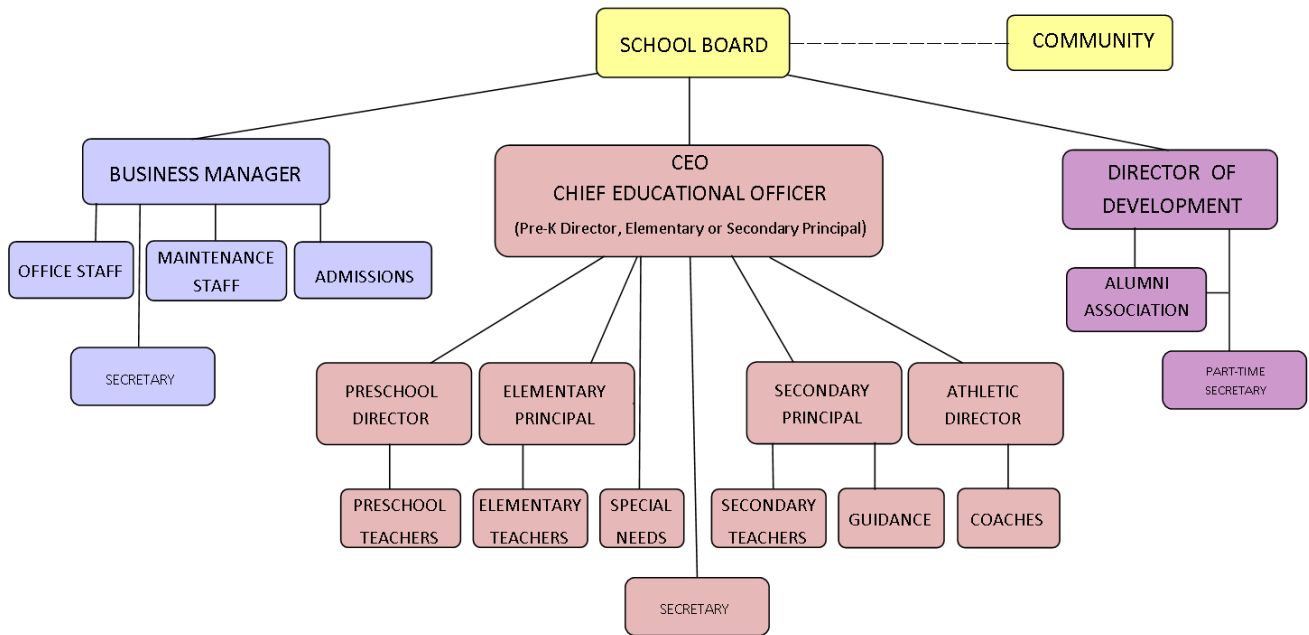 SCHOOL BOARD
COMMUNITY
BUSINESS MANAGER
CEO
CHIEF EDUCATIONAL OFFICER
(Pre-K Director, Elementary or Secondary Principal)
DIRECTOR OF
DEVELOPMENT
OFFICE STAFF
MAINTENANCE
STAFF
ADMISSIONS
ALUMNI
ASSOCIATION
SECRETARY
PART-TIME
SECRETARY
PRESCHOOL
DIRECTOR
ELEMENTARY
PRINCIPAL
SECONDARY
PRINCIPAL
ATHLETIC
DIRECTOR
PRESCHOOL
TEACHERS
ELEMENTARY
TEACHERS
SPECIAL
NEEDS
SECONDARY
TEACHERS
GUIDANCE
COACHES
SECRETARY